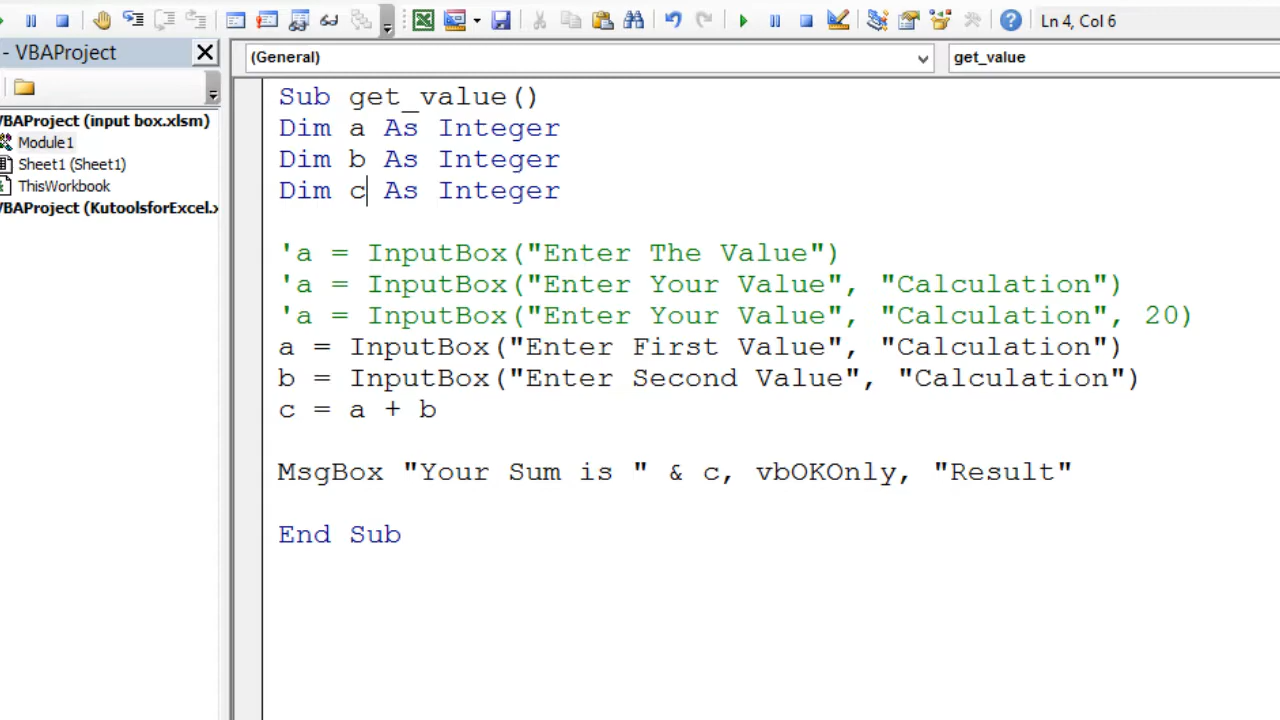 Ln 4, Col 6
- VBAProject
(General)
get_value
VBAProject (input box.xlsm)
Module1
Sheet1 (Sheet1)
ThisWorkbook
VBAProject (KutoolsforExcel.x
Sub get_value()
Dim a As Integer
Dim b As Integer
Dim c As Integer
'a = InputBox("Enter The Value")
'a = InputBox("Enter Your Value", "Calculation")
'a = InputBox("Enter Your Value", "Calculation", 20)
a = InputBox("Enter First Value", "Calculation")
b = InputBox("Enter Second Value", "Calculation")
c = a + b
MsgBox "Your Sum is " & c, vbOKOnly, "Result"
End Sub